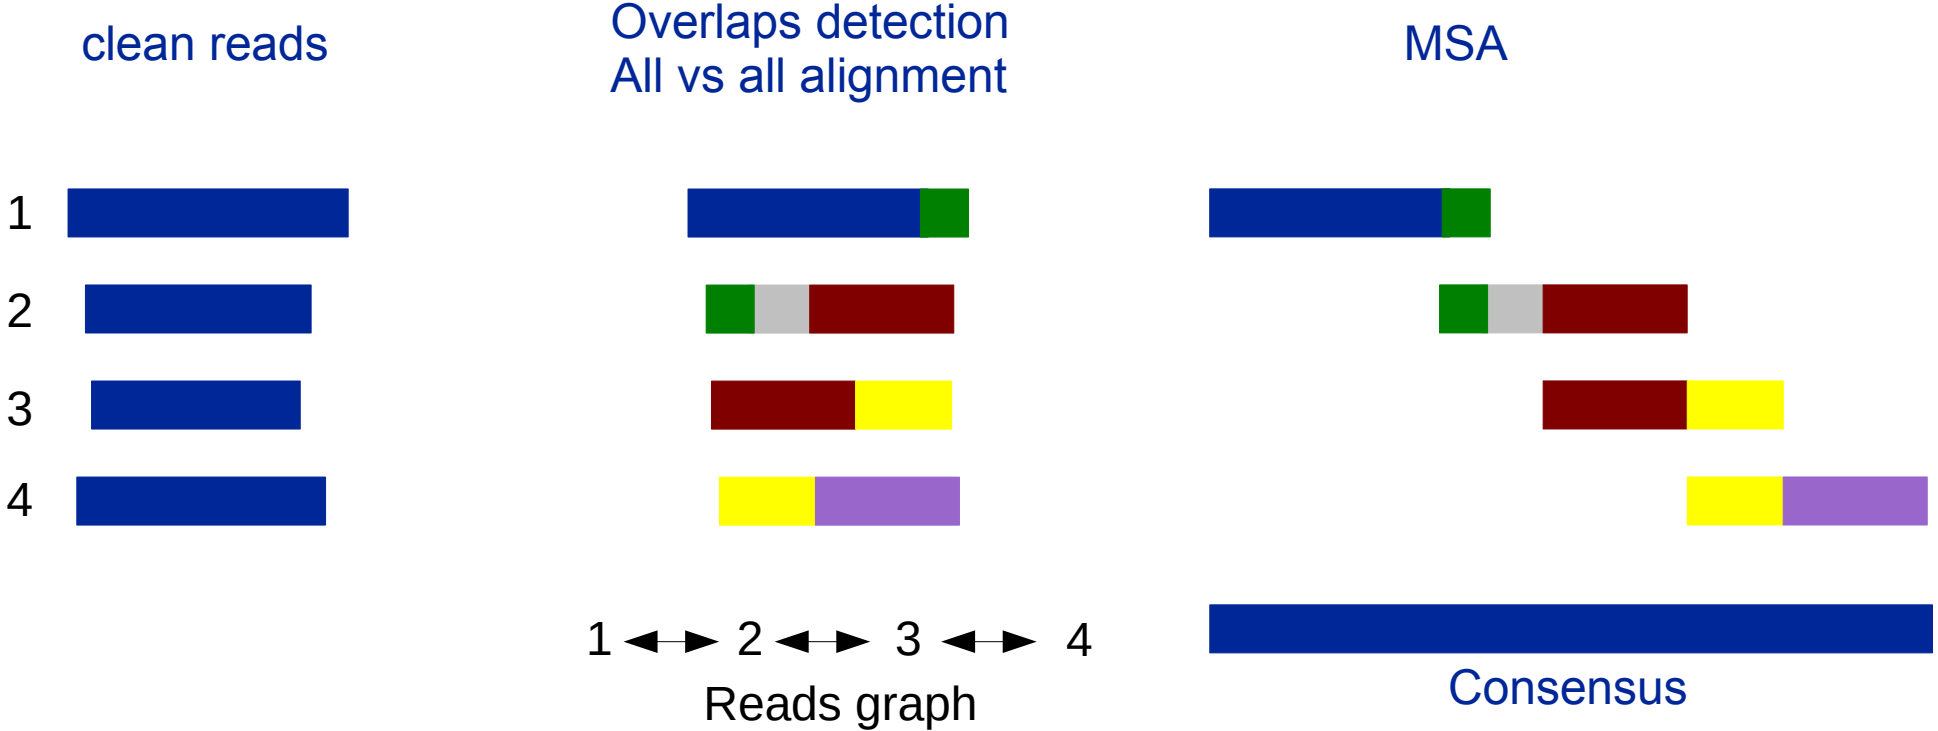 clean reads
Overlaps detection
All vs all alignment
MSA
1
2
3
4
1 2 3 4
Reads graph
Consensus